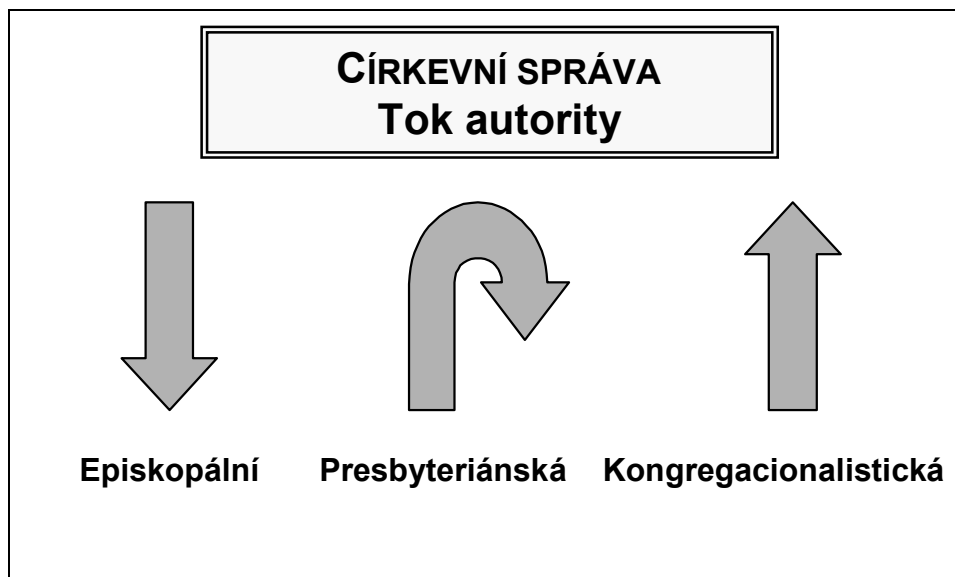 CÍRKEVNÍ SPRÁVA
Tok autority
Episkopální Presbyteriánská Kongregacionalistická